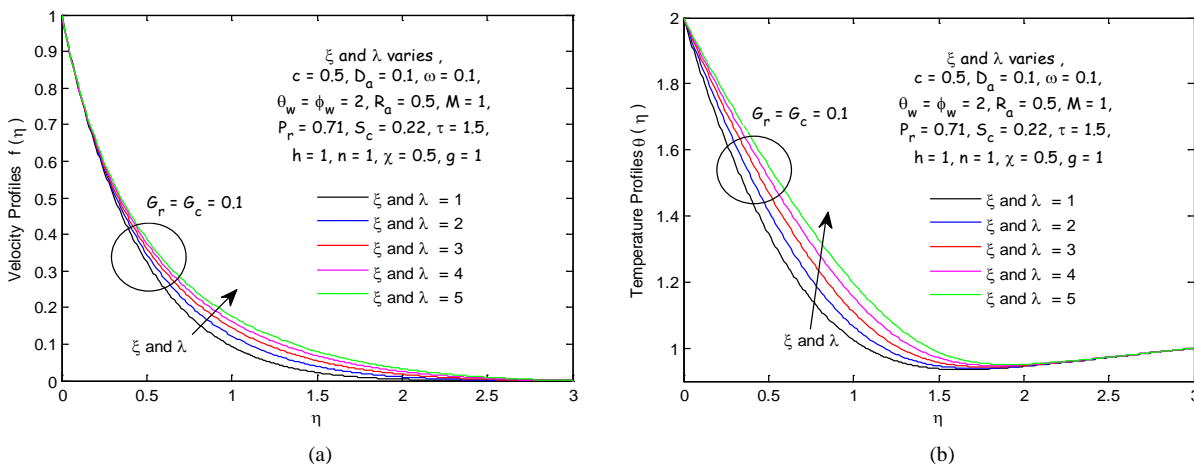 Velocity Profiles f (η)
1
0.9
0.8
0.7
0.6
0.5
0.4
0.3
0.2
0.1
0
ξ and λ varies ,
c = 0.5, D_a = 0.1, ω = 0.1,
θ_w = ϕ_w = 2, R_a = 0.5, M = 1,
P_r = 0.71, S_c = 0.22, τ = 1.5,
h = 1, n = 1, χ = 0.5, g = 1
G_r = G_c = 0.1
ξ and λ = 1
ξ and λ = 2
ξ and λ = 3
ξ and λ = 4
ξ and λ = 5
ξ and λ
0 0.5 1 1.5 2 2.5 3
η
(a)
Temperature Profiles θ ( η)
2
1.8
1.6
1.4
1.2
1
ξ and λ varies ,
c = 0.5, D_a = 0.1, ω = 0.1,
θ_w = ϕ_w = 2, R_a = 0.5, M = 1,
P_r = 0.71, S_c = 0.22, τ = 1.5,
h = 1, n = 1, χ = 0.5, g = 1
G_r = G_c = 0.1
ξ and λ = 1
ξ and λ = 2
ξ and λ = 3
ξ and λ = 4
ξ and λ = 5
ξ and λ
0 0.5 1 1.5 2 2.5 3
η
(b)